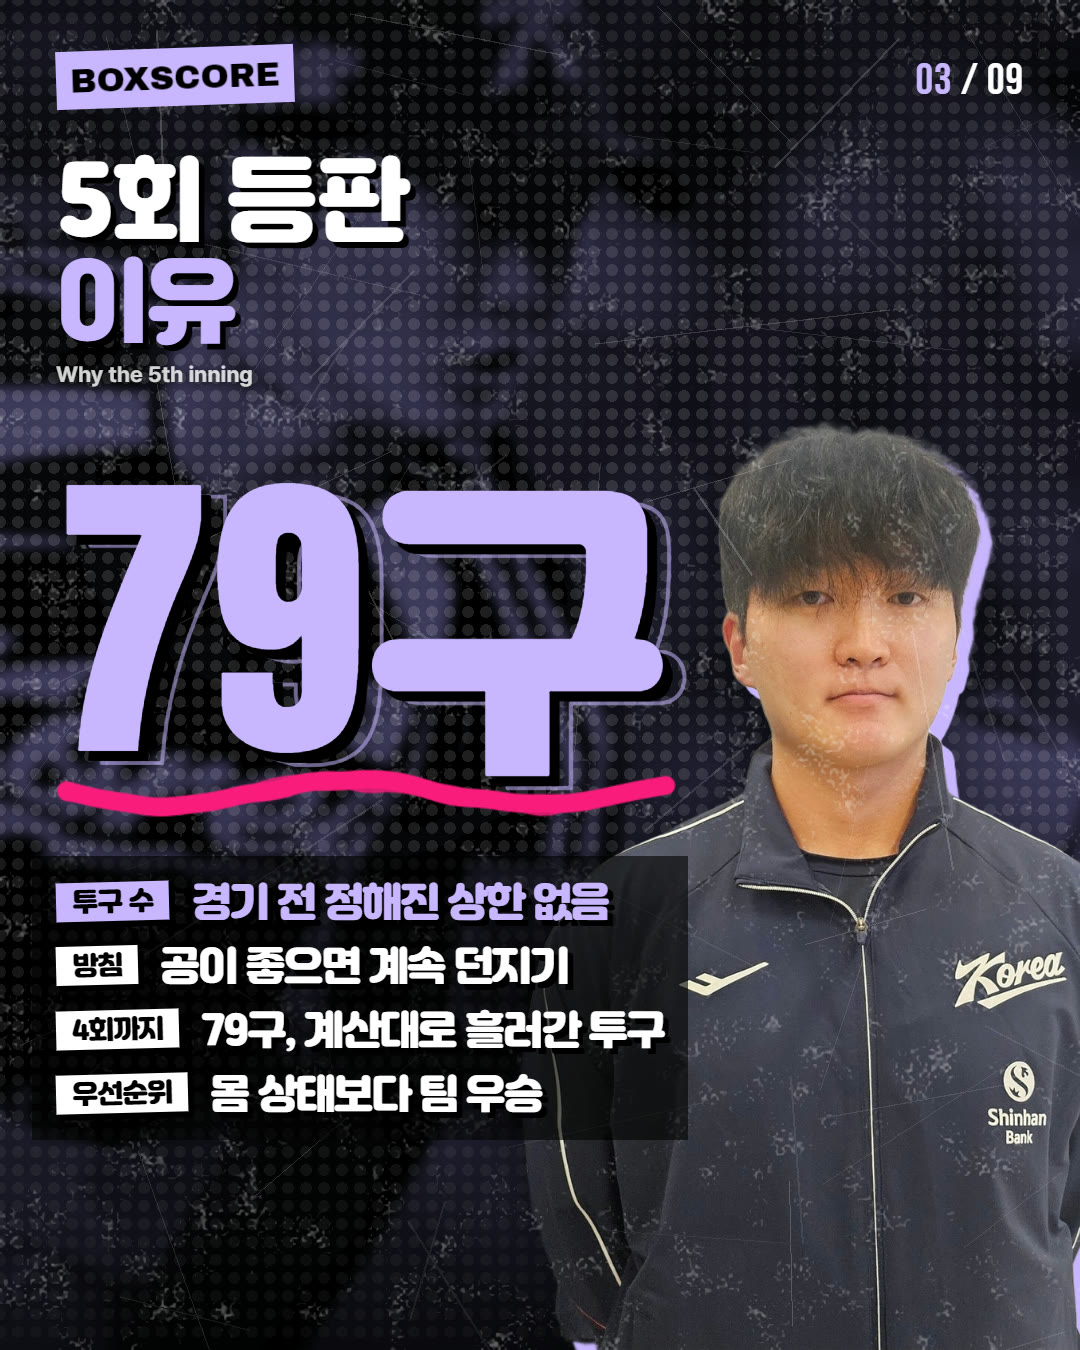 BOXSCORE
03 / 09
5회 등판
이유
Why the 5th inning
79구
투구 수 경기 전 정해진 상한 없음
방침 공이 좋으면 계속 던지기
4회까지 79구, 계산대로 흘러간 투구
우선순위 몸 상태보다 팀 우승
Korea
Shinhan
Bank